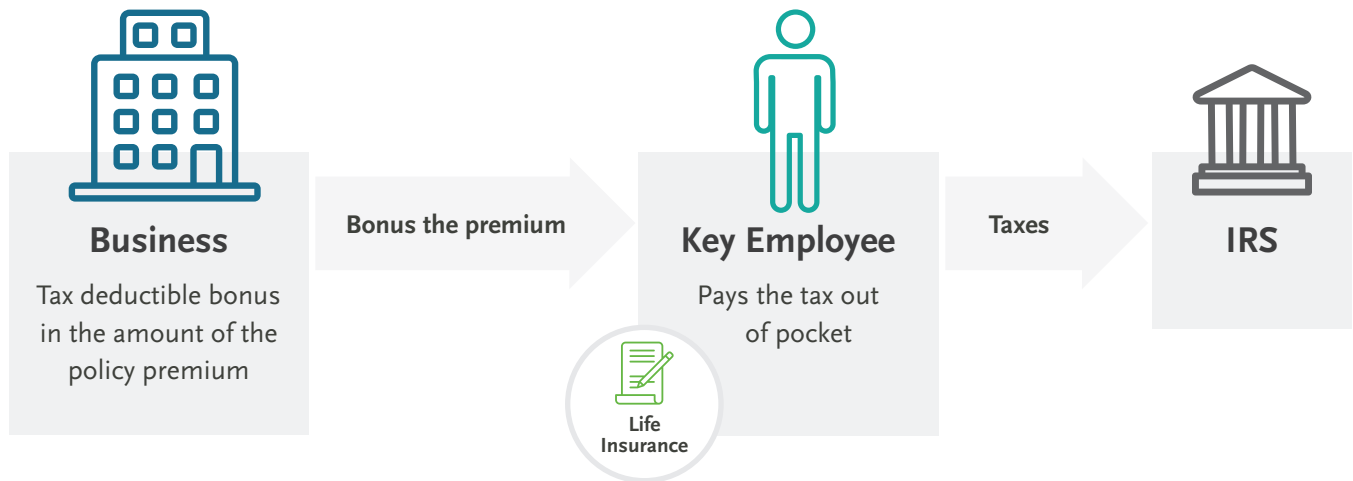 Business
Tax deductible bonus
in the amount of the
policy premium
Bonus the premium
Key Employee
Pays the tax out
of pocket
Life
Insurance
Taxes
IRS